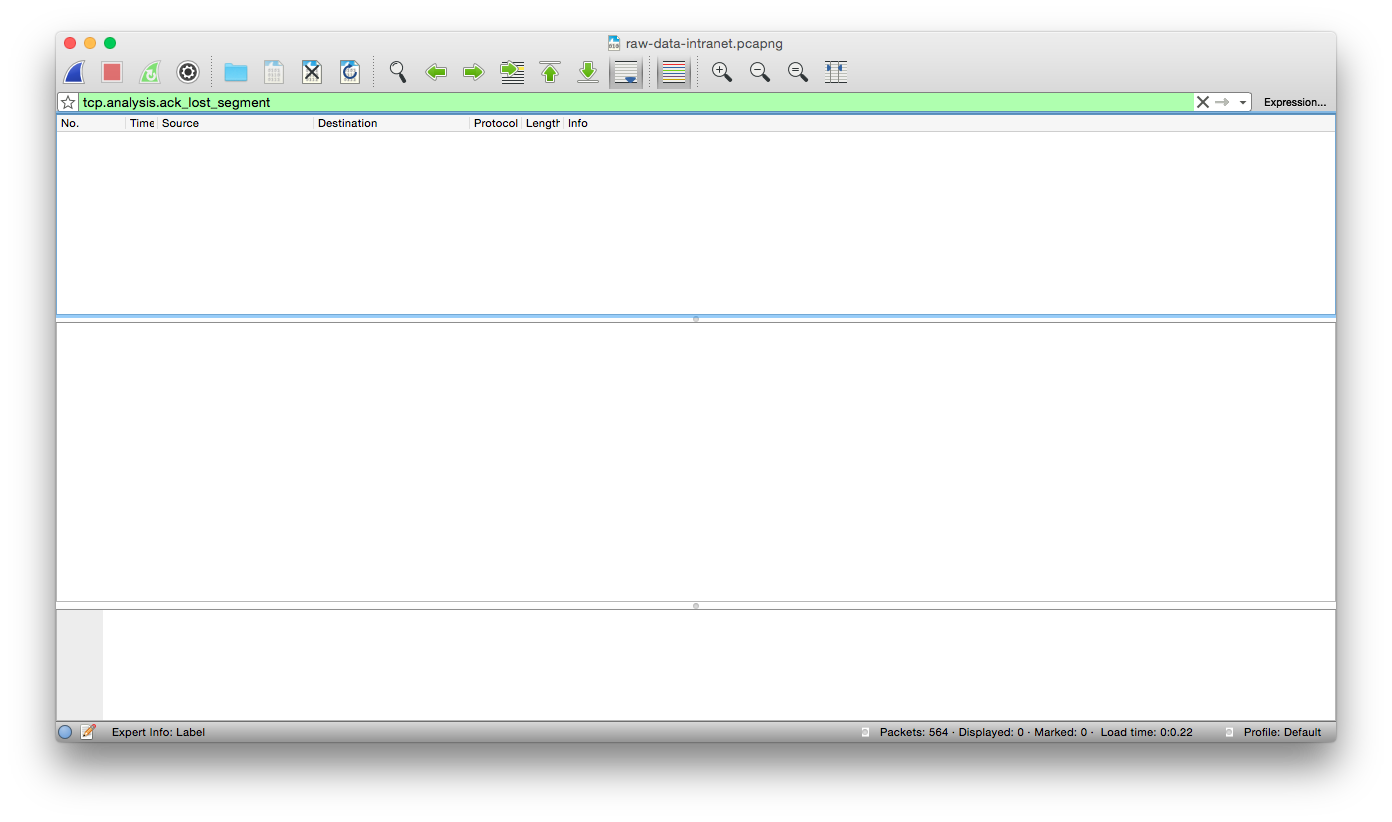 raw-data-intranet.pcapng
tcp.analysis.ack_lost_segment Expression...
No. Time Source Destination Protocol Length Info
Expert Info: Label Packets: 564 · Displayed: 0 · Marked: 0 · Load time: 0:0.22 Profile: Default